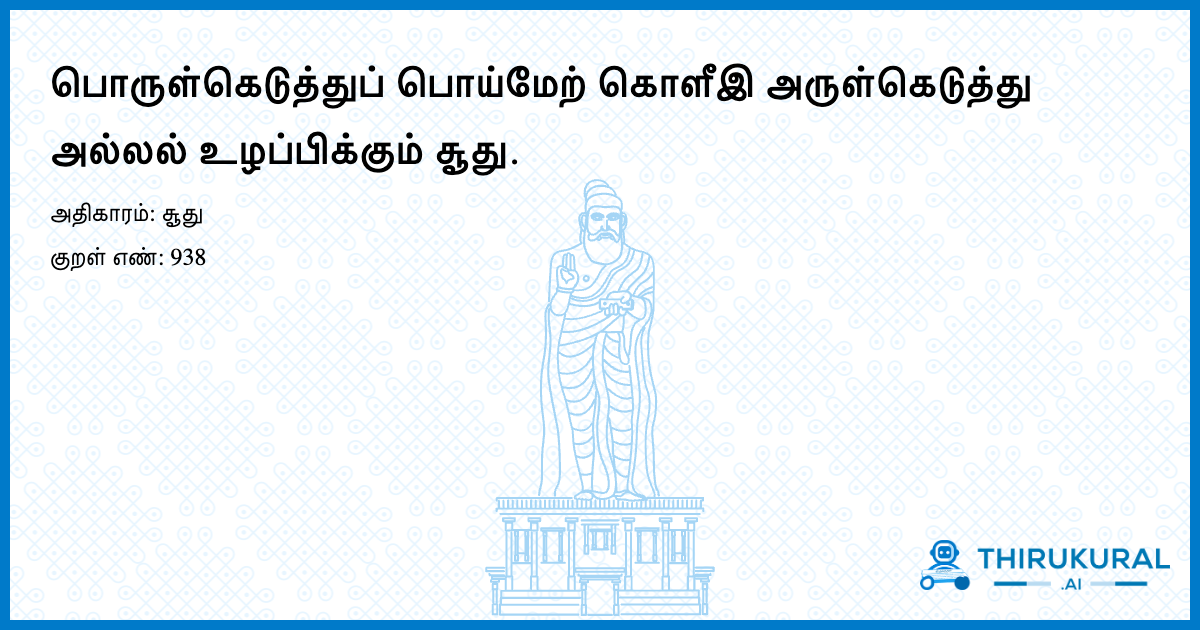 பொருள்கெடுத்துப் பொய்மேற் கொளீஇ அருள்கெடுத்து
அல்லல் உழப்பிக்கும் சூது.
அதிகாரம்: சூது
குறள் எண்: 938
THIRUKURAL
.AI